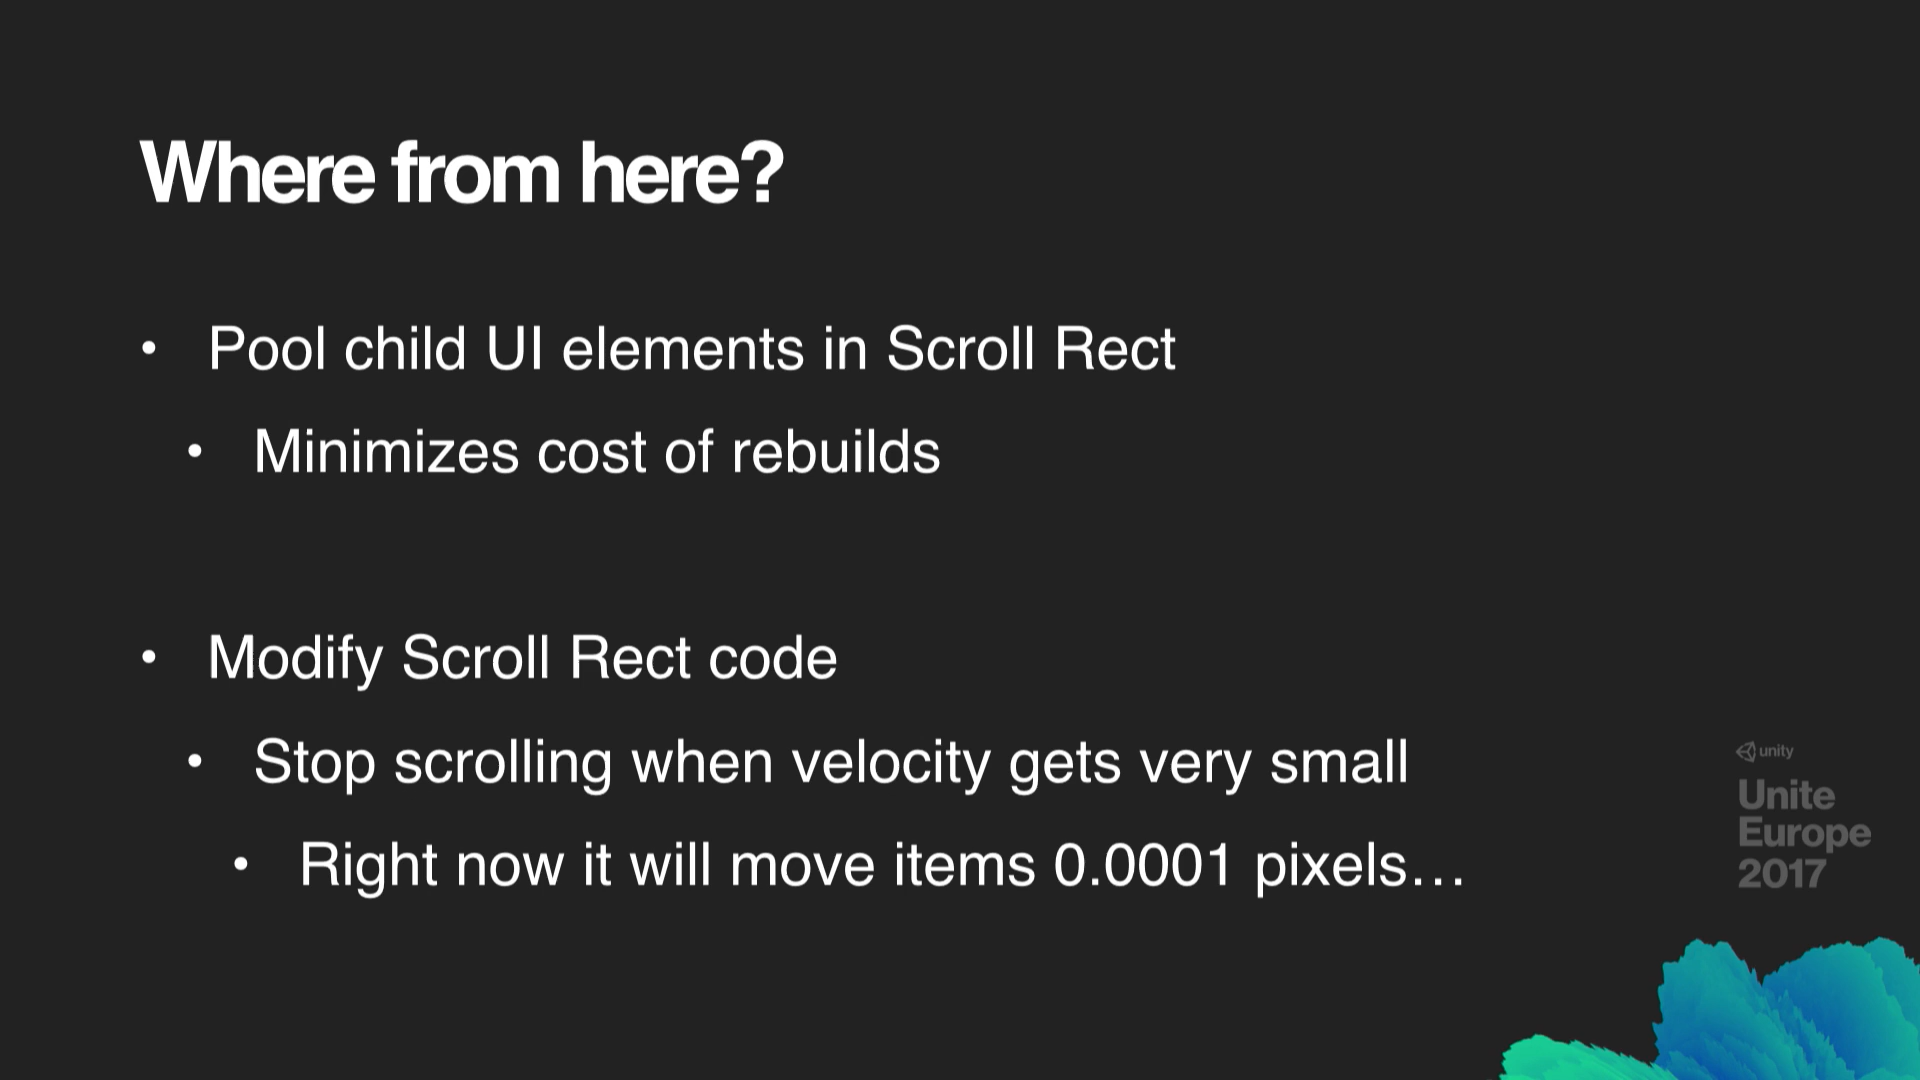 Where from here?
• Pool child UI elements in Scroll Rect
• Minimizes cost of rebuilds
• Modify Scroll Rect code
• Stop scrolling when velocity gets very small
• Right now it will move items 0.0001 pixels…
unity
Unite
Europe
2017